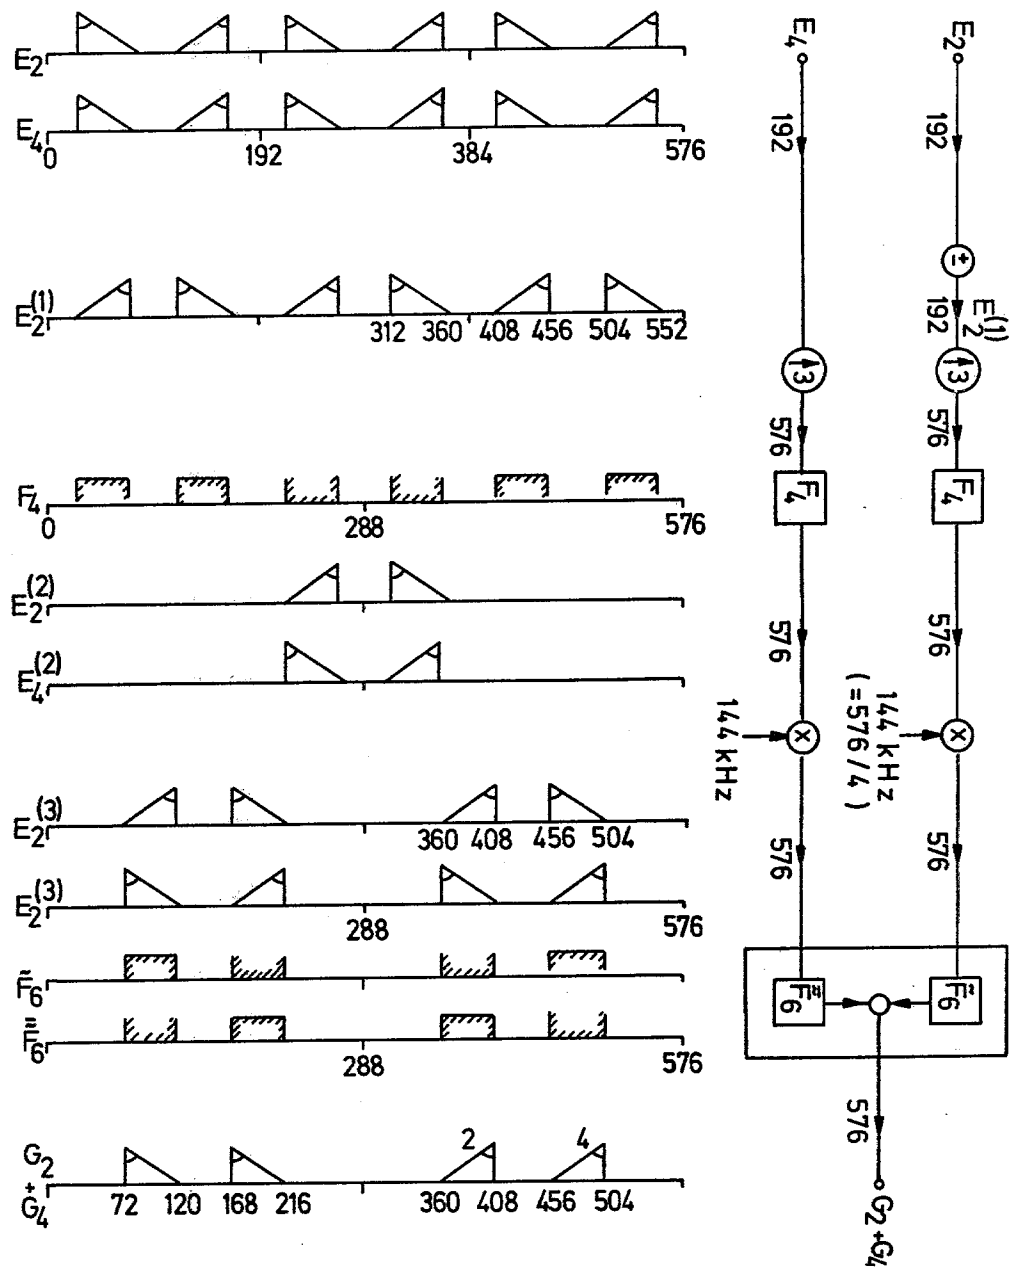 E2
E4
0 192 384 576
E2(1)
312 360 408 456 504 552
F4
0 288 576
E2(2)
E4(2)
E2(3)
360 408 456 504
E2(3)
288 576
F̃6
F̃̄6
288 576
G2
+
G4
2 4
72 120 168 216 360 408 456 504
E2
192
±
E2(1)
192
↑3
576
F4
576
144 kHz
(=576/4)
X
576
F̃6
E4
192
↑3
576
F4
576
144 kHz
X
576
F̃̄6
576
G2+G4